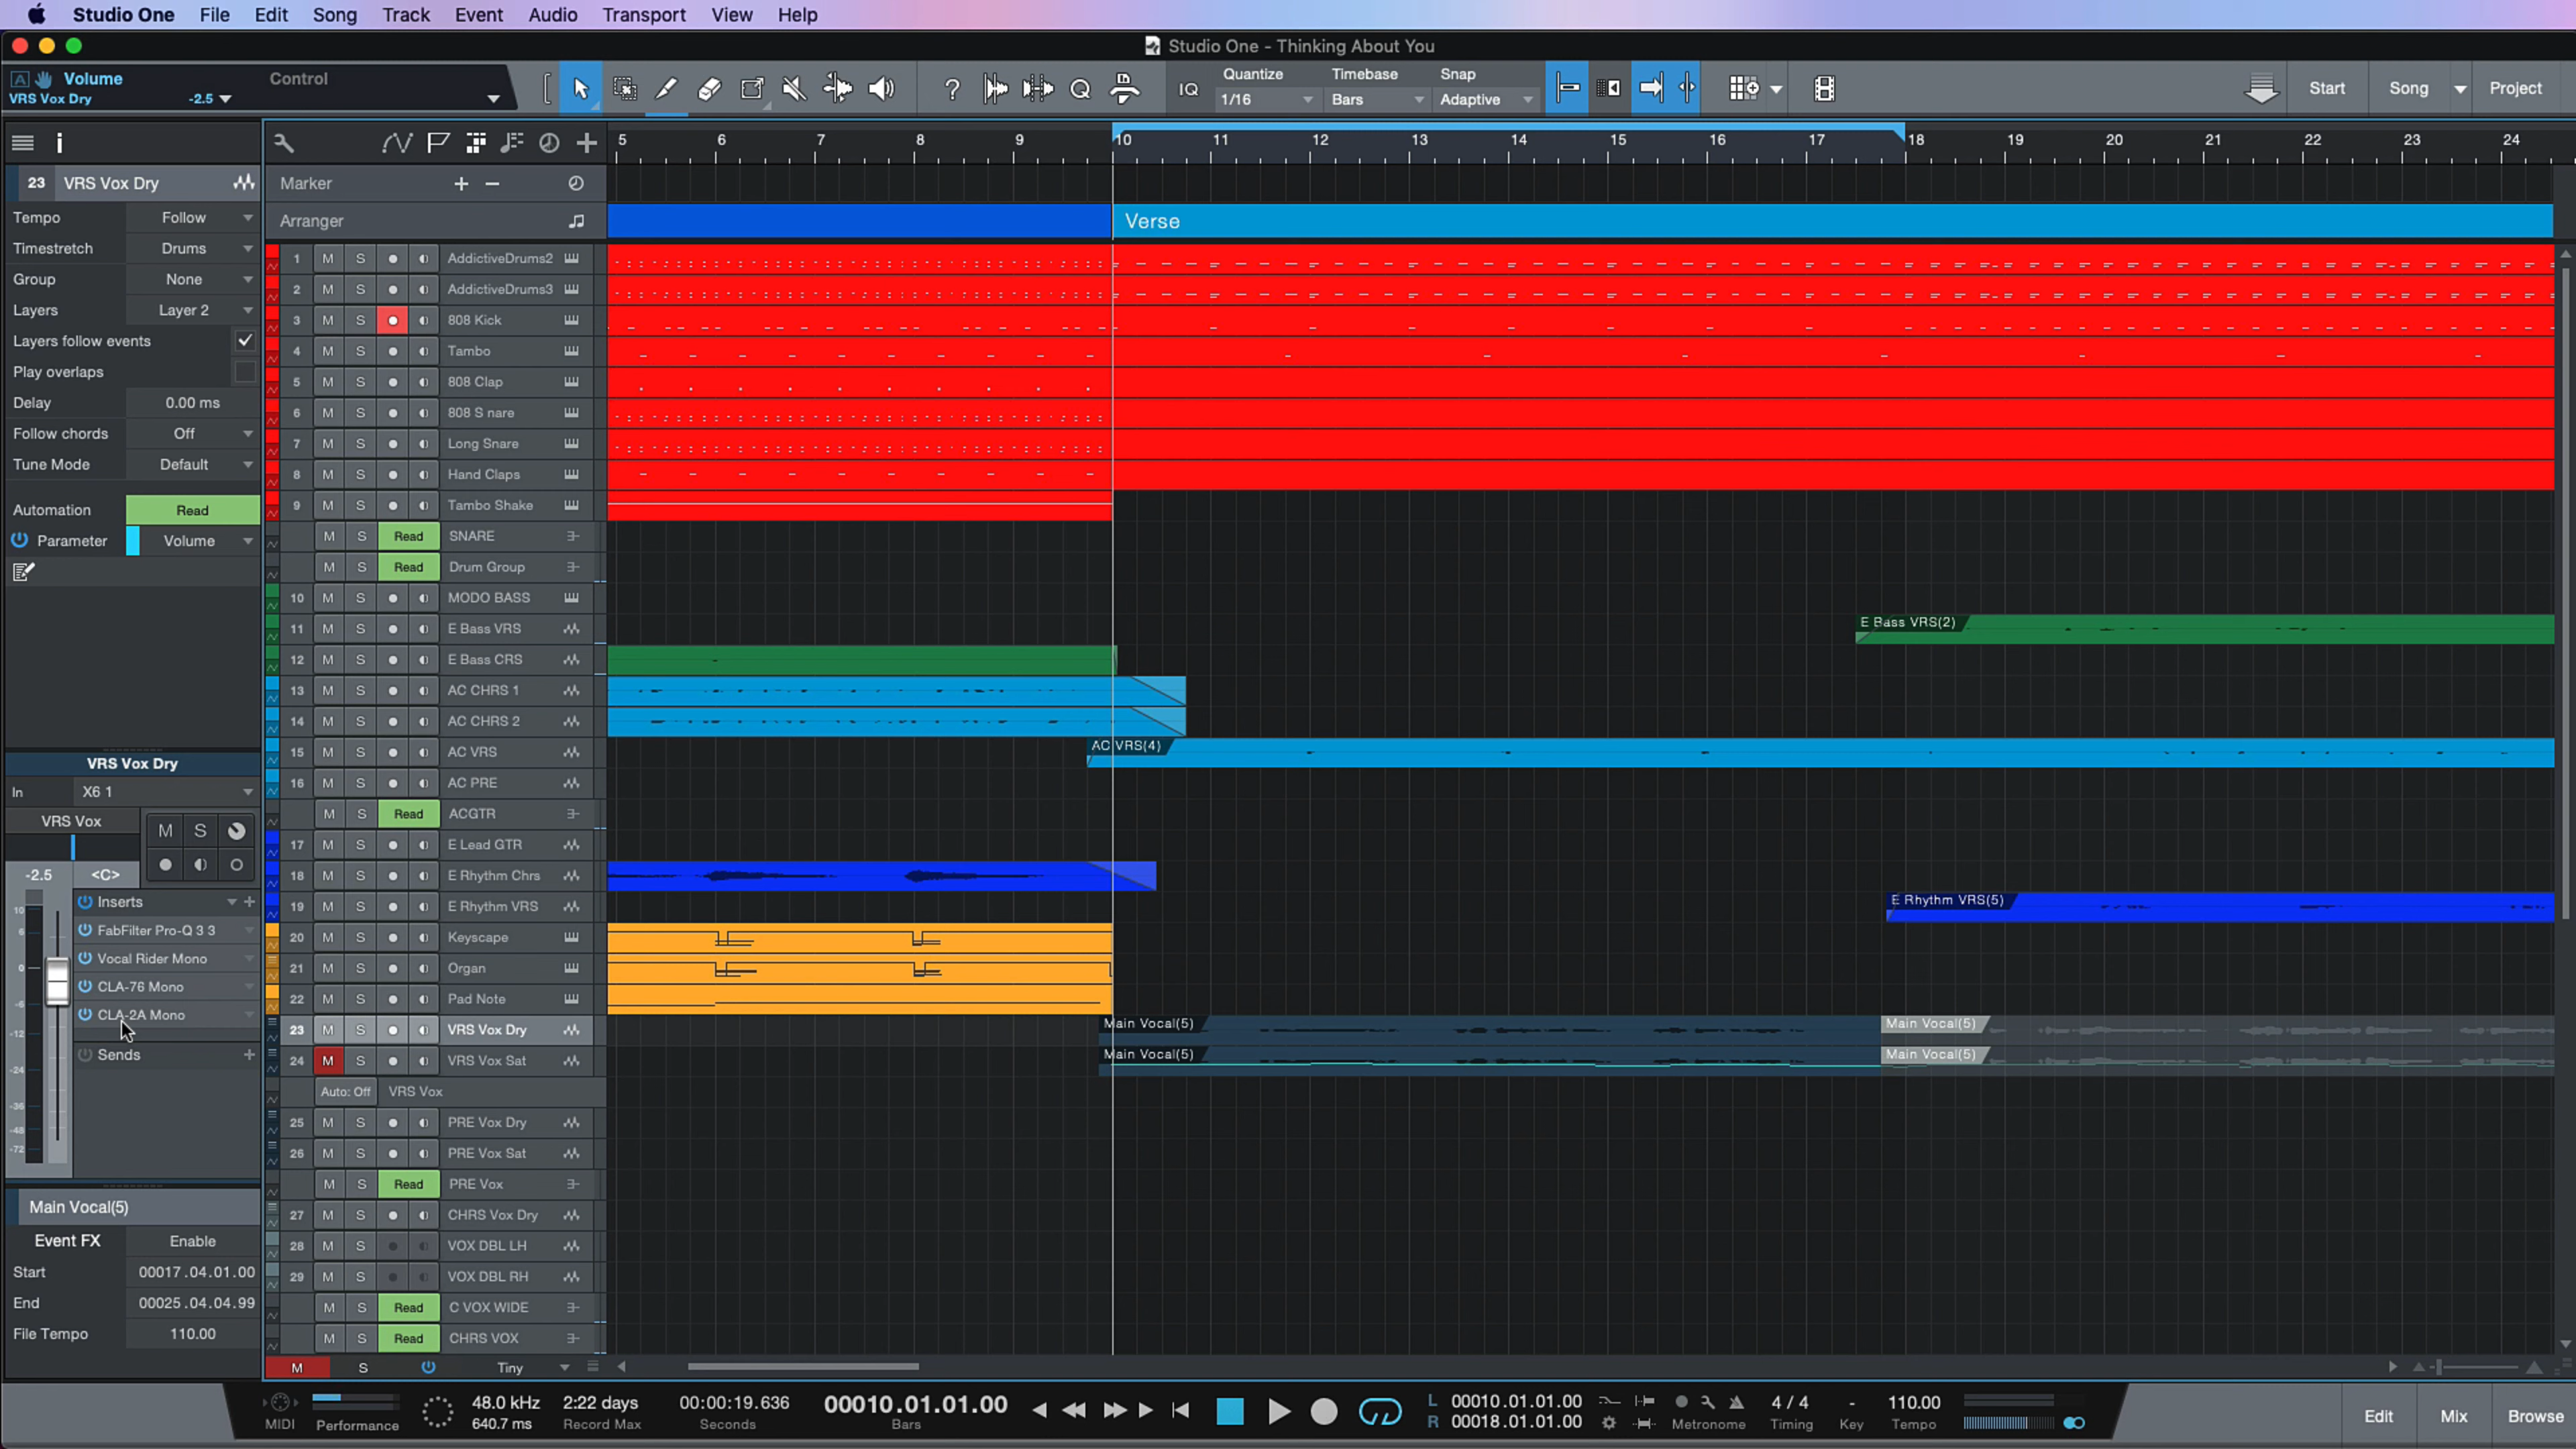 Studio One File Edit Song Track Event Audio Transport View Help
Studio One - Thinking About You
A Volume Control
VRS Vox Dry -2.5
? Q IQ Quantize Timebase Snap
1/16 Bars Adaptive
Start Song Project
i 5 6 7 8 9 10 11 12 13 14 15 16 17 18 19 20 21 22 23 24
23 VRS Vox Dry
Marker + −
Tempo Follow
Arranger Verse
Timestretch Drums
Group None
Layers Layer 2
Layers follow events
Play overlaps
Delay 0.00 ms
Follow chords Off
Tune Mode Default
Automation Read
Parameter Volume
1 M S AddictiveDrums2
2 M S AddictiveDrums3
3 M S 808 Kick
4 M S Tambo
5 M S 808 Clap
6 M S 808 S nare
7 M S Long Snare
8 M S Hand Claps
9 M S Tambo Shake
M S Read SNARE
M S Read Drum Group
10 M S MODO BASS
11 M S E Bass VRS E Bass VRS(2)
12 M S E Bass CRS
13 M S AC CHRS 1
14 M S AC CHRS 2
15 M S AC VRS AC VRS(4)
16 M S AC PRE
M S Read ACGTR
17 M S E Lead GTR
18 M S E Rhythm Chrs
19 M S E Rhythm VRS E Rhythm VRS(5)
20 M S Keyscape
21 M S Organ
22 M S Pad Note
23 M S VRS Vox Dry Main Vocal(5) Main Vocal(5)
24 M S VRS Vox Sat Main Vocal(5) Main Vocal(5)
Auto: Off VRS Vox
25 M S PRE Vox Dry
26 M S PRE Vox Sat
M S Read PRE Vox
27 M S CHRS Vox Dry
28 M S VOX DBL LH
29 M S VOX DBL RH
M S Read C VOX WIDE
M S Read CHRS VOX
M S Tiny
VRS Vox Dry
In X6 1
VRS Vox M S
-2.5 <C>
Inserts
FabFilter Pro-Q 3 3
Vocal Rider Mono
CLA-76 Mono
CLA-2A Mono
Sends
10
6
0
-6
-12
-24
-36
-48
-72
Main Vocal(5)
Event FX Enable
Start 00017.04.01.00
End 00025.04.04.99
File Tempo 110.00
MIDI
Performance
48.0 kHz
640.7 ms
2:22 days
Record Max
00:00:19.636
Seconds
00010.01.01.00
Bars
L 00010.01.01.00
R 00018.01.01.00
Metronome
4 / 4
Timing
-
Key
110.00
Tempo
Edit Mix Browse